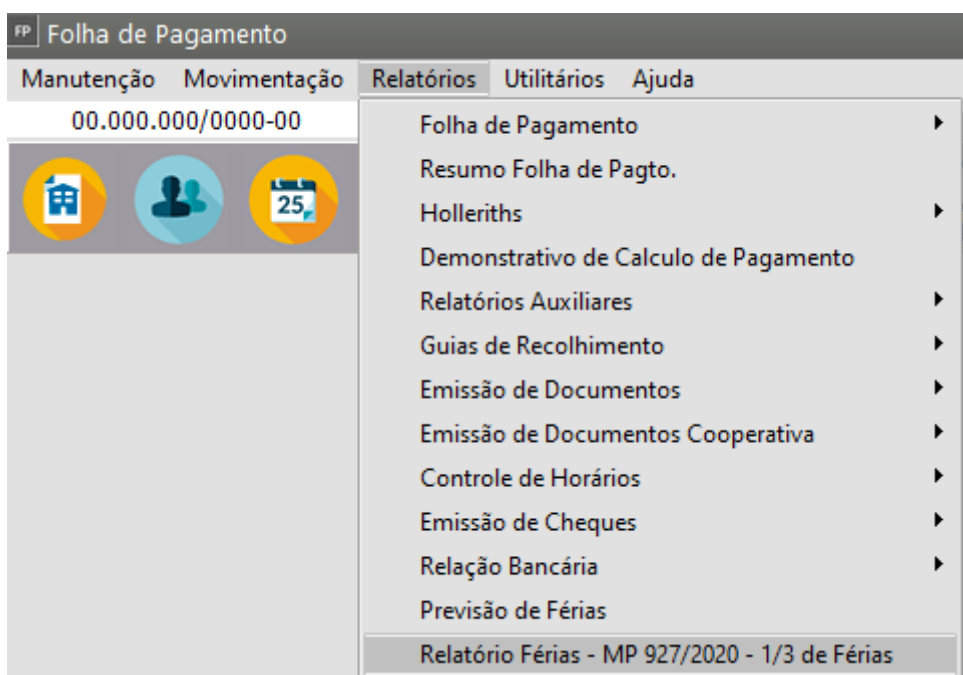 FP Folha de Pagamento
Manutenção Movimentação Relatórios Utilitários Ajuda
00.000.000/0000-00
25
Folha de Pagamento
Resumo Folha de Pagto.
Holleriths
Demonstrativo de Calculo de Pagamento
Relatórios Auxiliares
Guias de Recolhimento
Emissão de Documentos
Emissão de Documentos Cooperativa
Controle de Horários
Emissão de Cheques
Relação Bancária
Previsão de Férias
Relatório Férias - MP 927/2020 - 1/3 de Férias